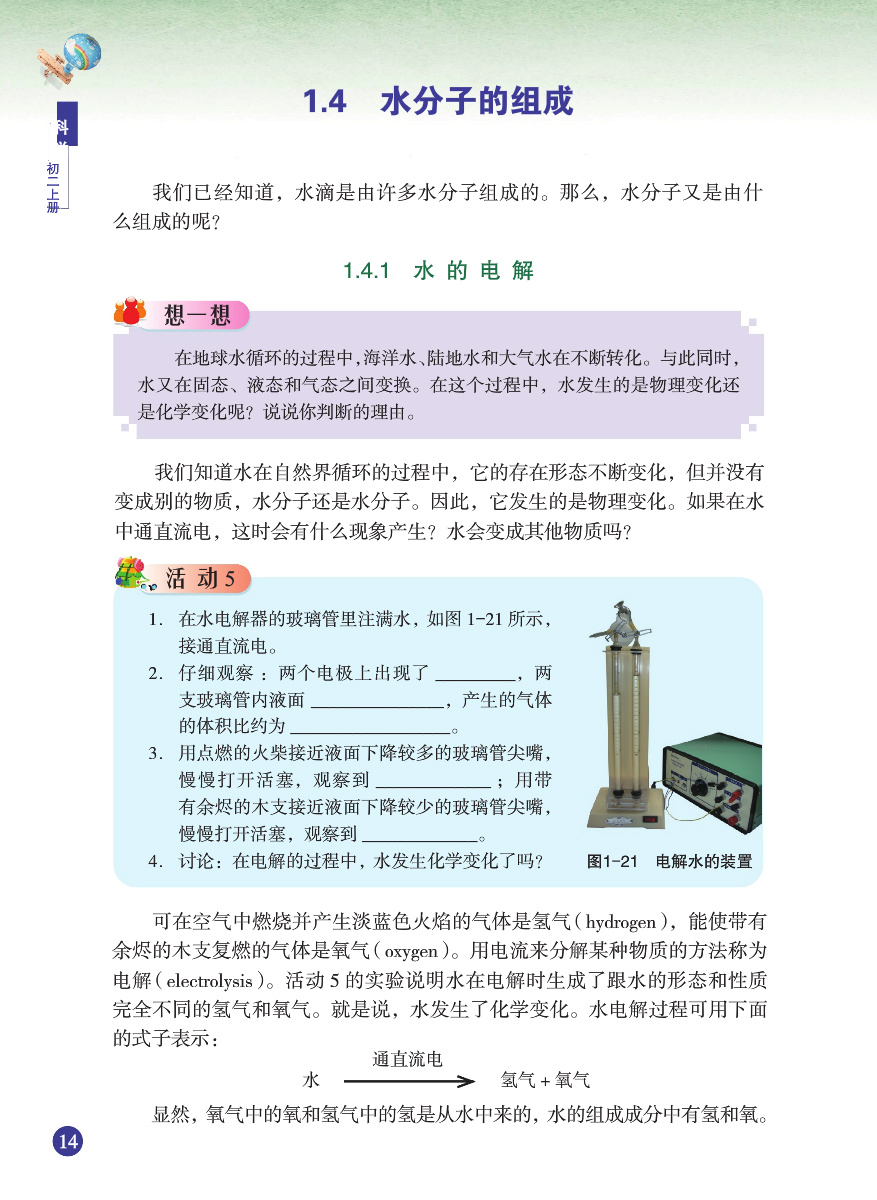 1.4 水分子的组成
科
初二上册
我们已经知道，水滴是由许多水分子组成的。那么，水分子又是由什
么组成的呢？
1.4.1 水的电解
想一想
在地球水循环的过程中，海洋水、陆地水和大气水在不断转化。与此同时，
水又在固态、液态和气态之间变换。在这个过程中，水发生的是物理变化还
是化学变化呢？说说你判断的理由。
我们知道水在自然界循环的过程中，它的存在形态不断变化，但并没有
变成别的物质，水分子还是水分子。因此，它发生的是物理变化。如果在水
中通直流电，这时会有什么现象产生？水会变成其他物质吗？
活动5
1. 在水电解器的玻璃管里注满水，如图 1-21 所示，
接通直流电。
2. 仔细观察：两个电极上出现了 ________，两
支玻璃管内液面 ____________，产生的气体
的体积比约为 ______________。
3. 用点燃的火柴接近液面下降较多的玻璃管尖嘴，
慢慢打开活塞，观察到 __________；用带
有余烬的木支接近液面下降较少的玻璃管尖嘴，
慢慢打开活塞，观察到 __________。
4. 讨论：在电解的过程中，水发生化学变化了吗？
图1-21 电解水的装置
可在空气中燃烧并产生淡蓝色火焰的气体是氢气（hydrogen），能使带有
余烬的木支复燃的气体是氧气（oxygen）。用电流来分解某种物质的方法称为
电解（electrolysis）。活动 5 的实验说明水在电解时生成了跟水的形态和性质
完全不同的氢气和氧气。就是说，水发生了化学变化。水电解过程可用下面
的式子表示：
通直流电
水 ⟶ 氢气 + 氧气
显然，氧气中的氧和氢气中的氢是从水中来的，水的组成成分中有氢和氧。
14